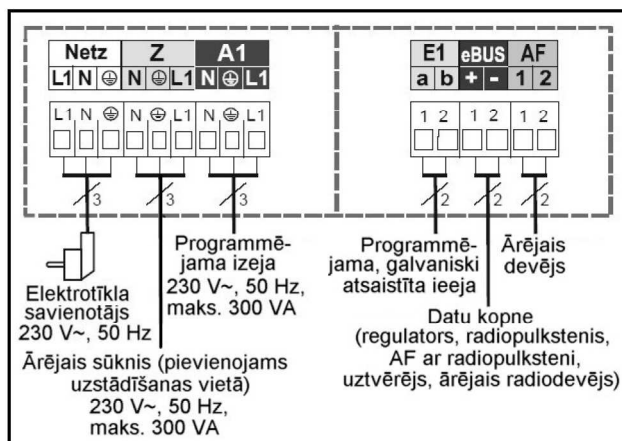 Netz Z A1
L1 N N L1 N L1
L1 N N L1 N L1
3 3 3
Elektrotīkla
savienotājs
230 V~, 50 Hz
Programmē-
jama izeja
230 V~, 50 Hz,
maks. 300 VA
Ārējais sūknis (pievienojams
uzstādīšanas vietā)
230 V~, 50 Hz,
maks. 300 VA
E1 eBUS AF
a b + - 1 2
1 2 1 2 1 2
2 2 2
Programmē-
jama, galvaniski
atsaistīta ieeja
Ārējais
devējs
Datu kopne
(regulators, radiopulkstenis,
AF ar radiopulksteni,
uztvērējs, ārējais radiodevējs)